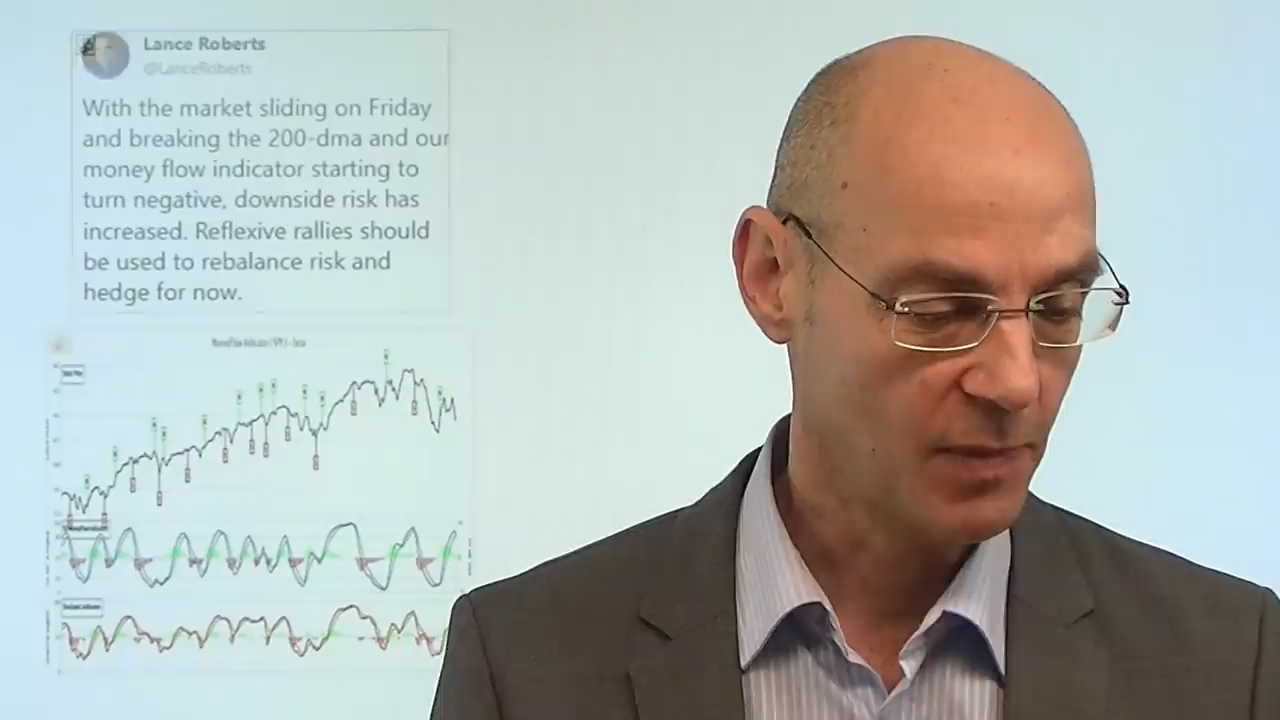 Lance Roberts
@LanceRoberts
With the market sliding on Friday
and breaking the 200-dma and our
money flow indicator starting to
turn negative, downside risk has
increased. Reflexive rallies should
be used to rebalance risk and
hedge for now.